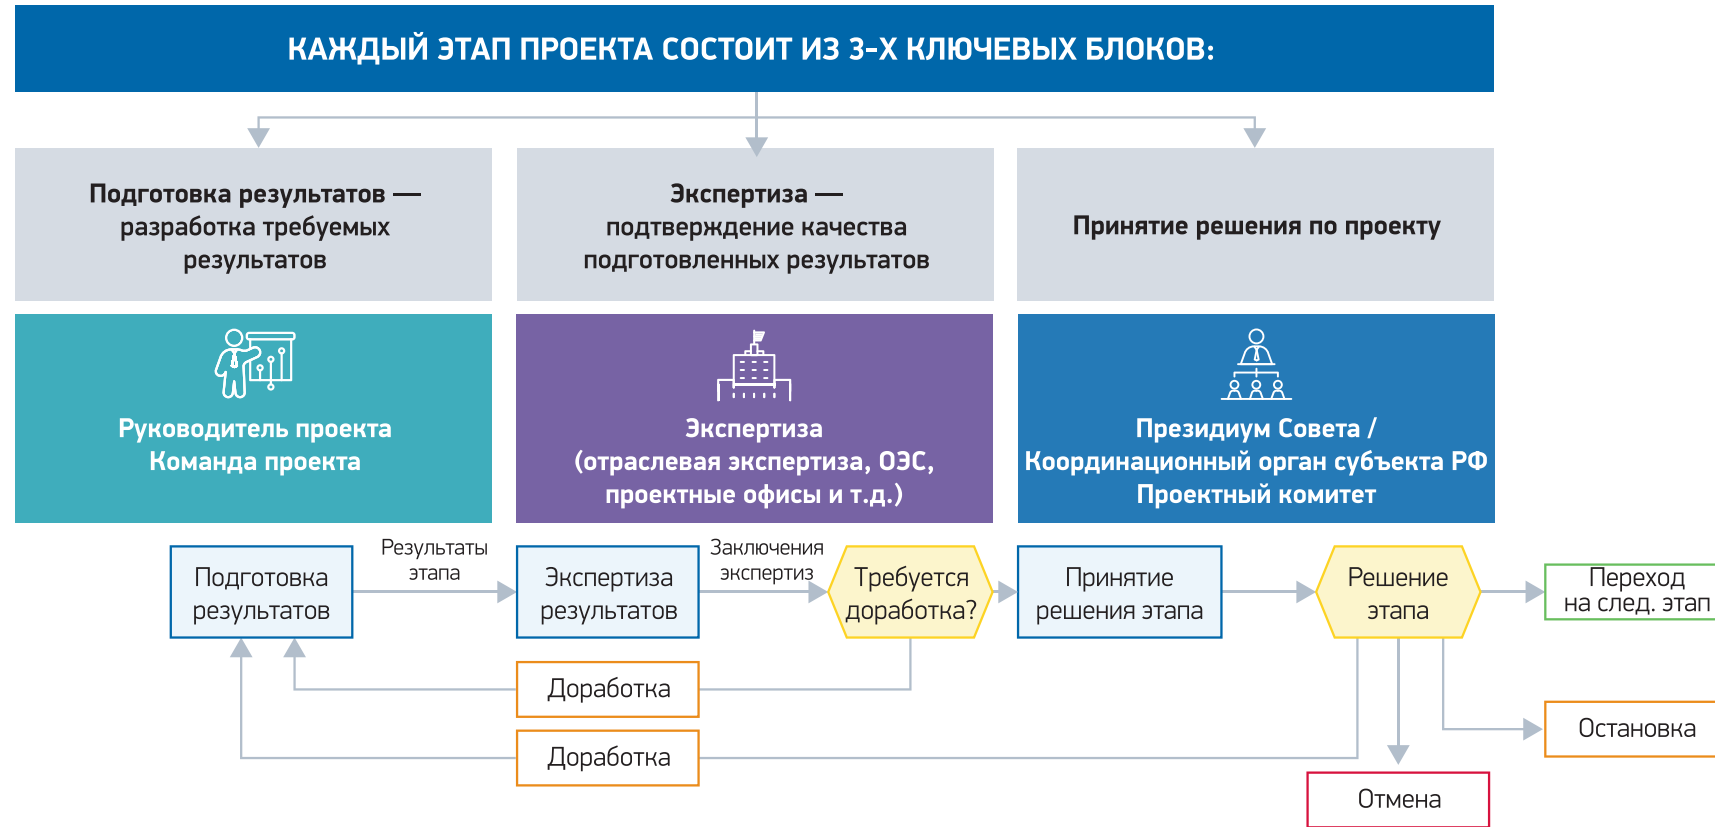 КАЖДЫЙ ЭТАП ПРОЕКТА СОСТОИТ ИЗ 3-Х КЛЮЧЕВЫХ БЛОКОВ:
Подготовка результатов —
разработка требуемых
результатов
Экспертиза —
подтверждение качества
подготовленных результатов
Принятие решения по проекту
Руководитель проекта
Команда проекта
Экспертиза
(отраслевая экспертиза, ОЭС,
проектные офисы и т.д.)
Президиум Совета /
Координационный орган субъекта РФ
Проектный комитет
Подготовка
результатов
Результаты
этапа
Экспертиза
результатов
Заключения
экспертиз
Требуется
доработка?
Принятие
решения этапа
Решение
этапа
Переход
на след. этап
Доработка
Доработка
Остановка
Отмена